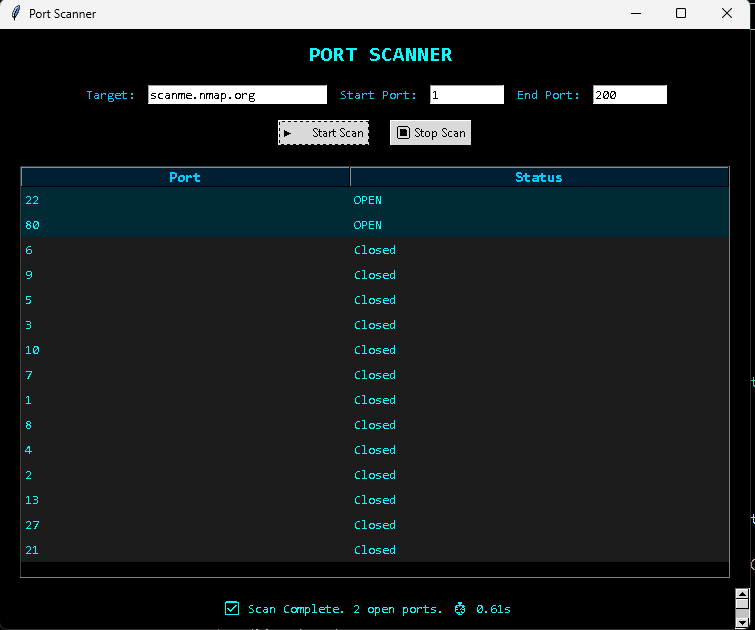 Port Scanner
PORT SCANNER
Target: scanme.nmap.org Start Port: 1 End Port: 200
Start Scan Stop Scan
Port Status
22 OPEN
80 OPEN
6 Closed
9 Closed
5 Closed
3 Closed
10 Closed
7 Closed
1 Closed
8 Closed
4 Closed
2 Closed
13 Closed
27 Closed
21 Closed
Scan Complete. 2 open ports. ⏱ 0.61s